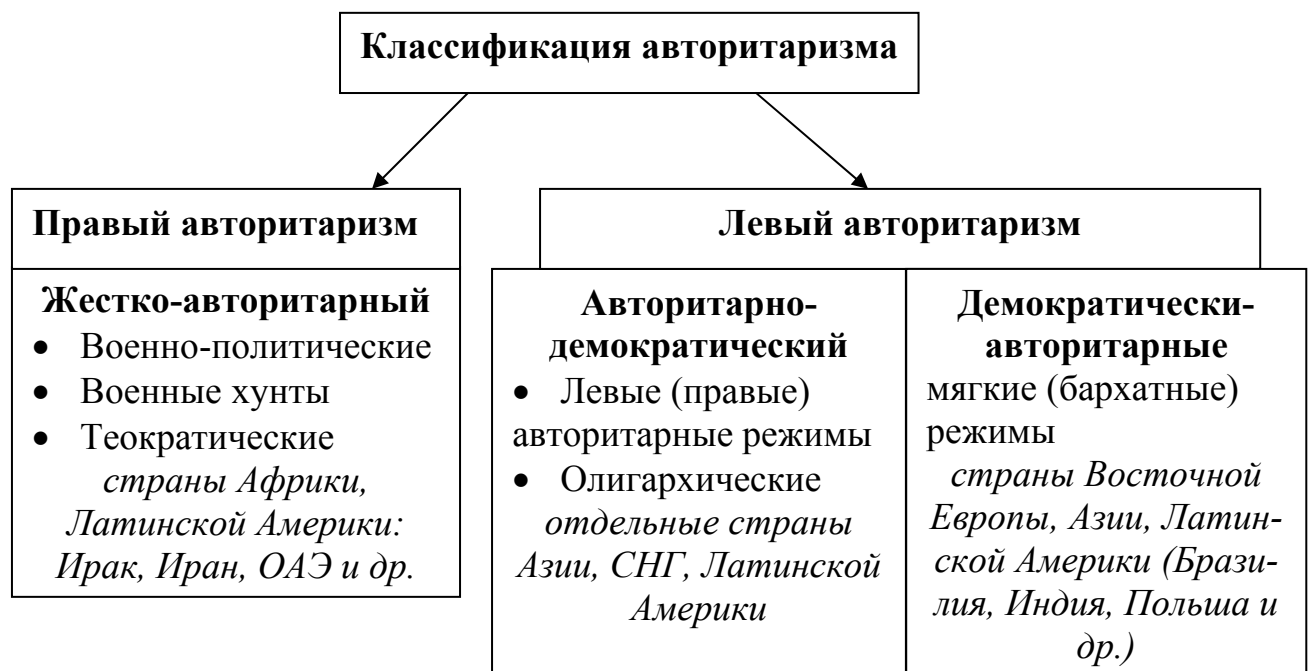 Классификация авторитаризма
Правый авторитаризм
Жестко-авторитарный
• Военно-политические
• Военные хунты
• Теократические
страны Африки,
Латинской Америки:
Ирак, Иран, ОАЭ и др.
Левый авторитаризм
Авторитарно-
демократический
• Левые (правые)
авторитарные режимы
• Олигархические
отдельные страны
Азии, СНГ, Латинской
Америки
Демократически-
авторитарные
мягкие (бархатные)
режимы
страны Восточной
Европы, Азии, Латин-
ской Америки (Брази-
лия, Индия, Польша и
др.)